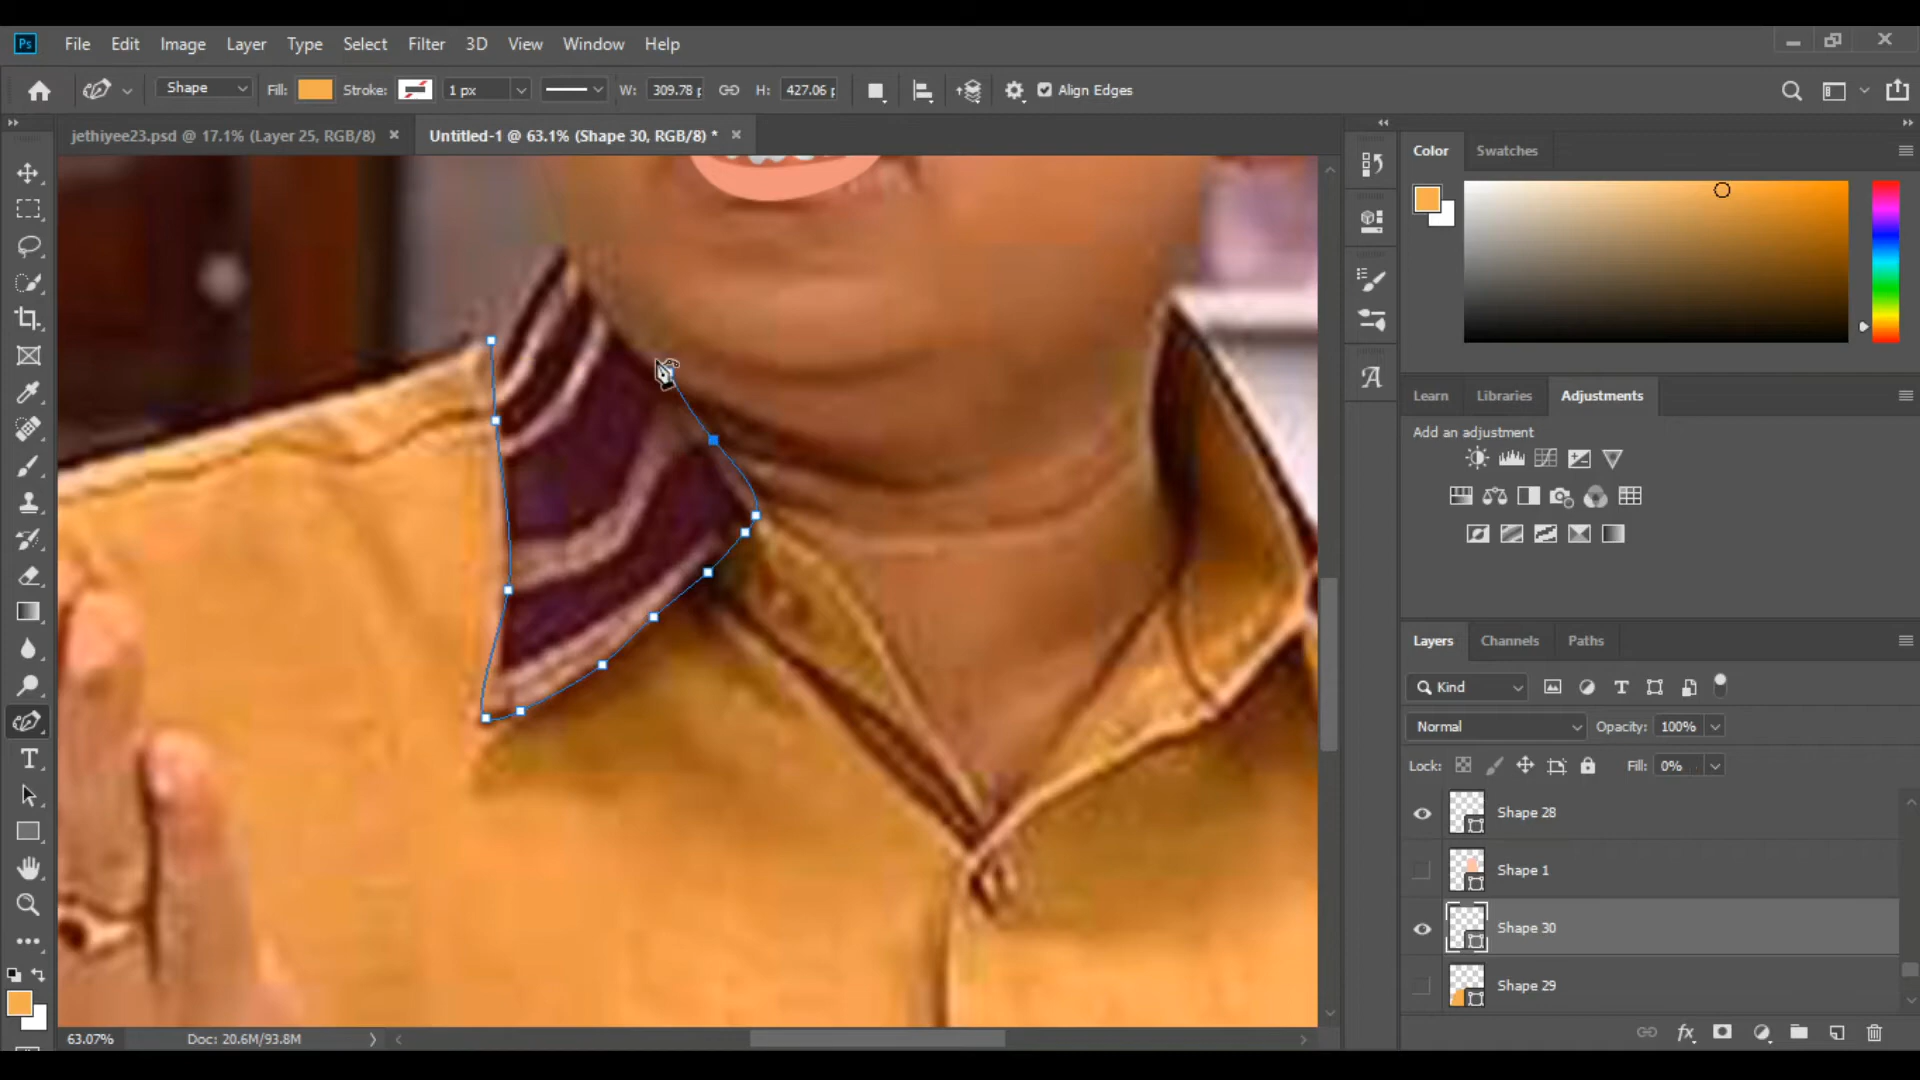 Ps File Edit Image Layer Type Select Filter 3D View Window Help
Shape Fill: Stroke: 1 px W: 309.78 p H: 427.06 p Align Edges
jethiyee23.psd @ 17.1% (Layer 25, RGB/8) Untitled-1 @ 63.1% (Shape 30, RGB/8) *
Color Swatches
Learn Libraries Adjustments
Add an adjustment
Layers Channels Paths
Kind
Normal Opacity: 100%
Lock: Fill: 0%
Shape 28
Shape 1
Shape 30
Shape 29
63.07% Doc: 20.6M/93.8M